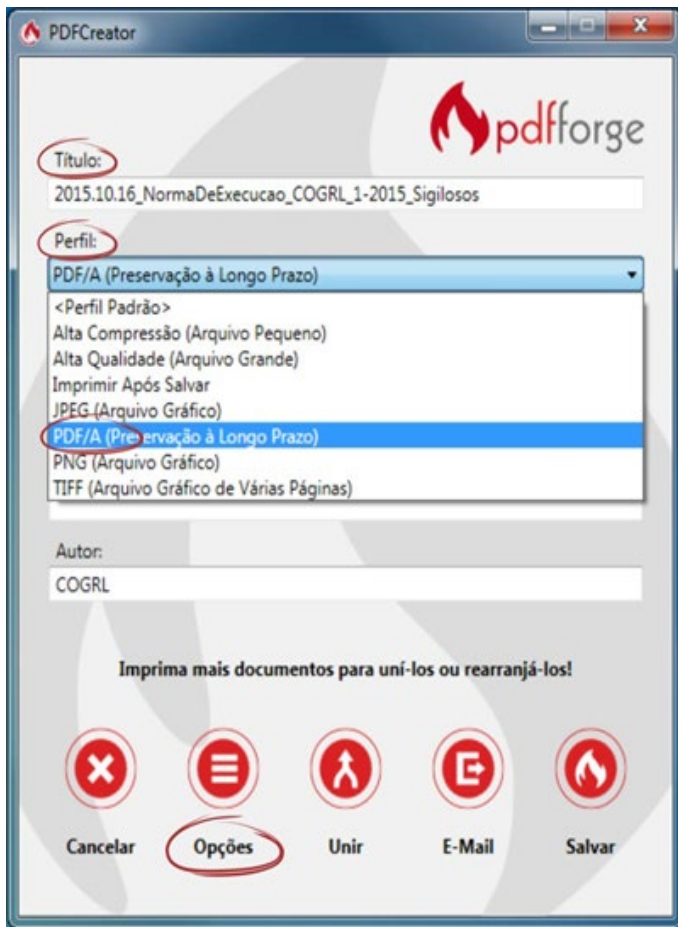 PDFCreator
pdfforge
Título:
2015.10.16_NormaDeExecucao_COGRL_1-2015_Sigilosos
Perfil:
PDF/A (Preservação à Longo Prazo)
<Perfil Padrão>
Alta Compressão (Arquivo Pequeno)
Alta Qualidade (Arquivo Grande)
Imprimir Após Salvar
JPEG (Arquivo Gráfico)
PDF/A (Preservação à Longo Prazo)
PNG (Arquivo Gráfico)
TIFF (Arquivo Gráfico de Várias Páginas)
Autor:
COGRL
Imprima mais documentos para uní-los ou rearranjá-los!
Cancelar Opções Unir E-Mail Salvar